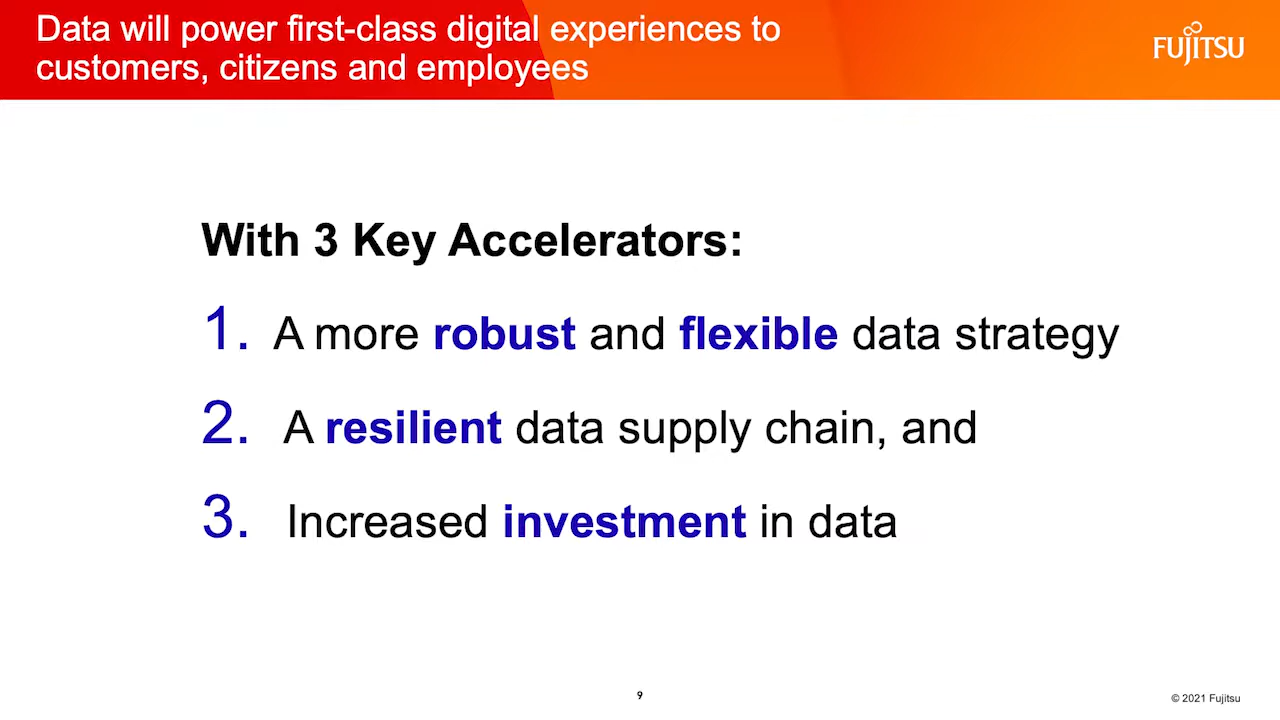 Data will power first-class digital experiences to
customers, citizens and employees
FUJITSU
With 3 Key Accelerators:
1. A more robust and flexible data strategy
2. A resilient data supply chain, and
3. Increased investment in data
9
© 2021 Fujitsu